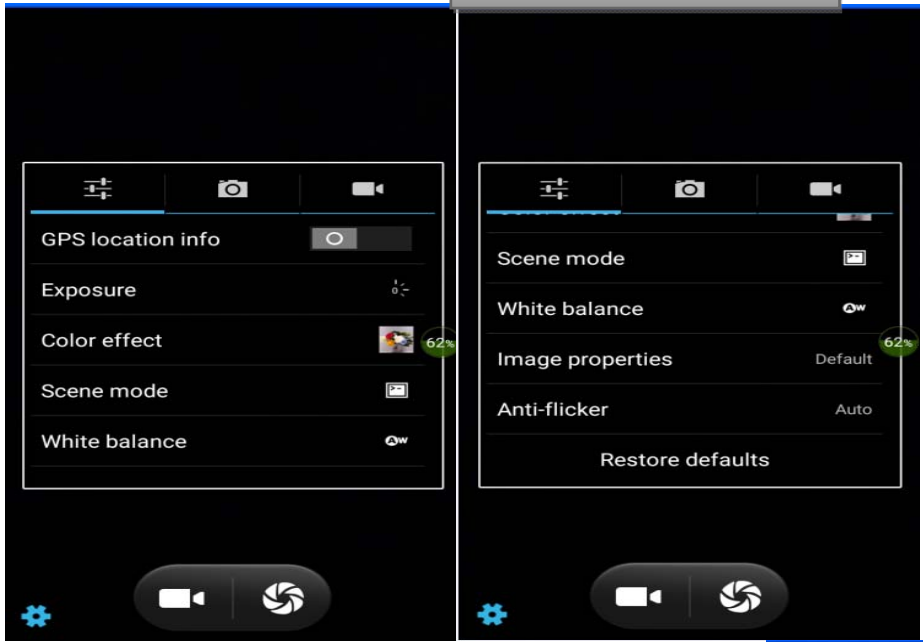 GPS location info
Exposure
Color effect
62%
Scene mode
White balance
Scene mode
White balance
62%
Image properties Default
Anti-flicker Auto
Restore defaults